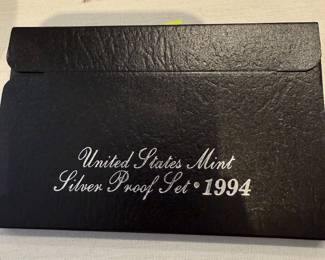 United States Mint
Silver Proof Set • 1994